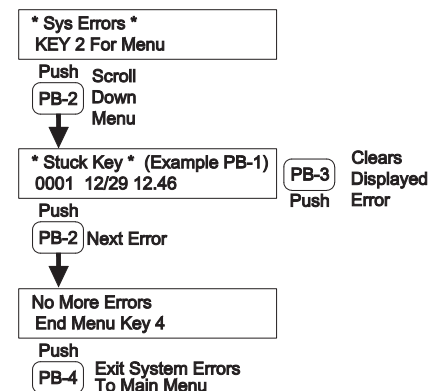 * Sys Errors *
KEY 2 For Menu
Push
PB-2
Scroll
Down
Menu
* Stuck Key * (Example PB-1)
0001 12/29 12.46
PB-3
Push
Clears
Displayed
Error
Push
PB-2 Next Error
No More Errors
End Menu Key 4
Push
PB-4
Exit System Errors
To Main Menu